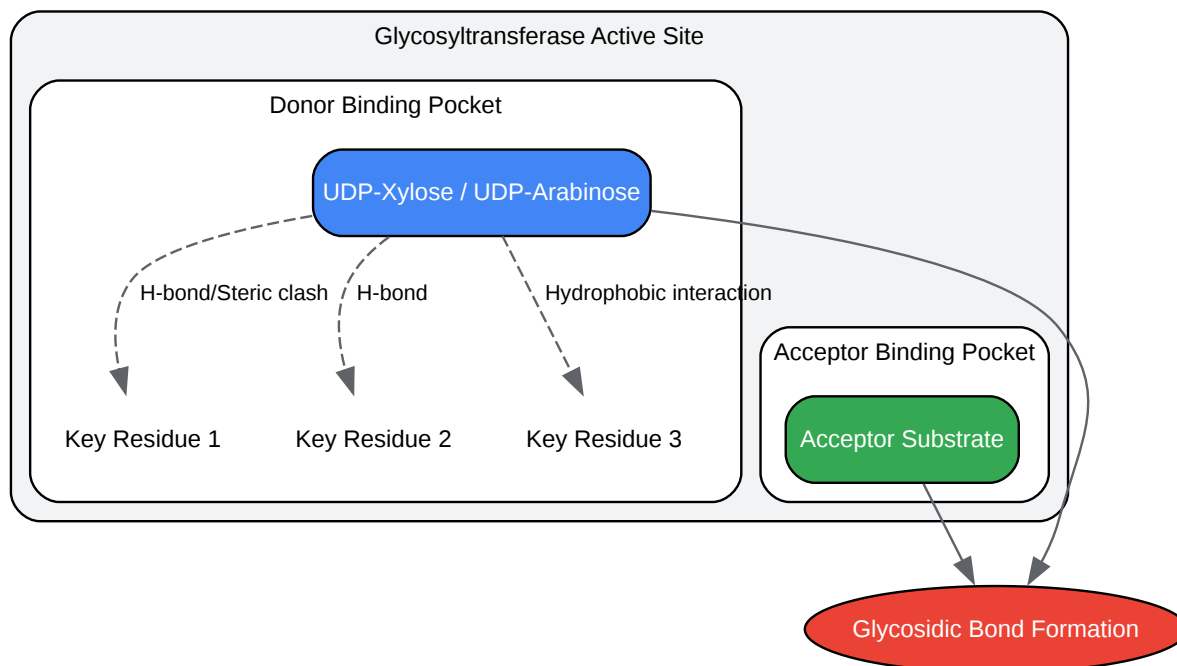 Glycosyltransferase Active Site
Donor Binding Pocket
UDP-Xylose / UDP-Arabinose
H-bond/Steric clash
H-bond
Hydrophobic interaction
Acceptor Binding Pocket
Key Residue 1
Key Residue 2
Key Residue 3
Acceptor Substrate
Glycosidic Bond Formation